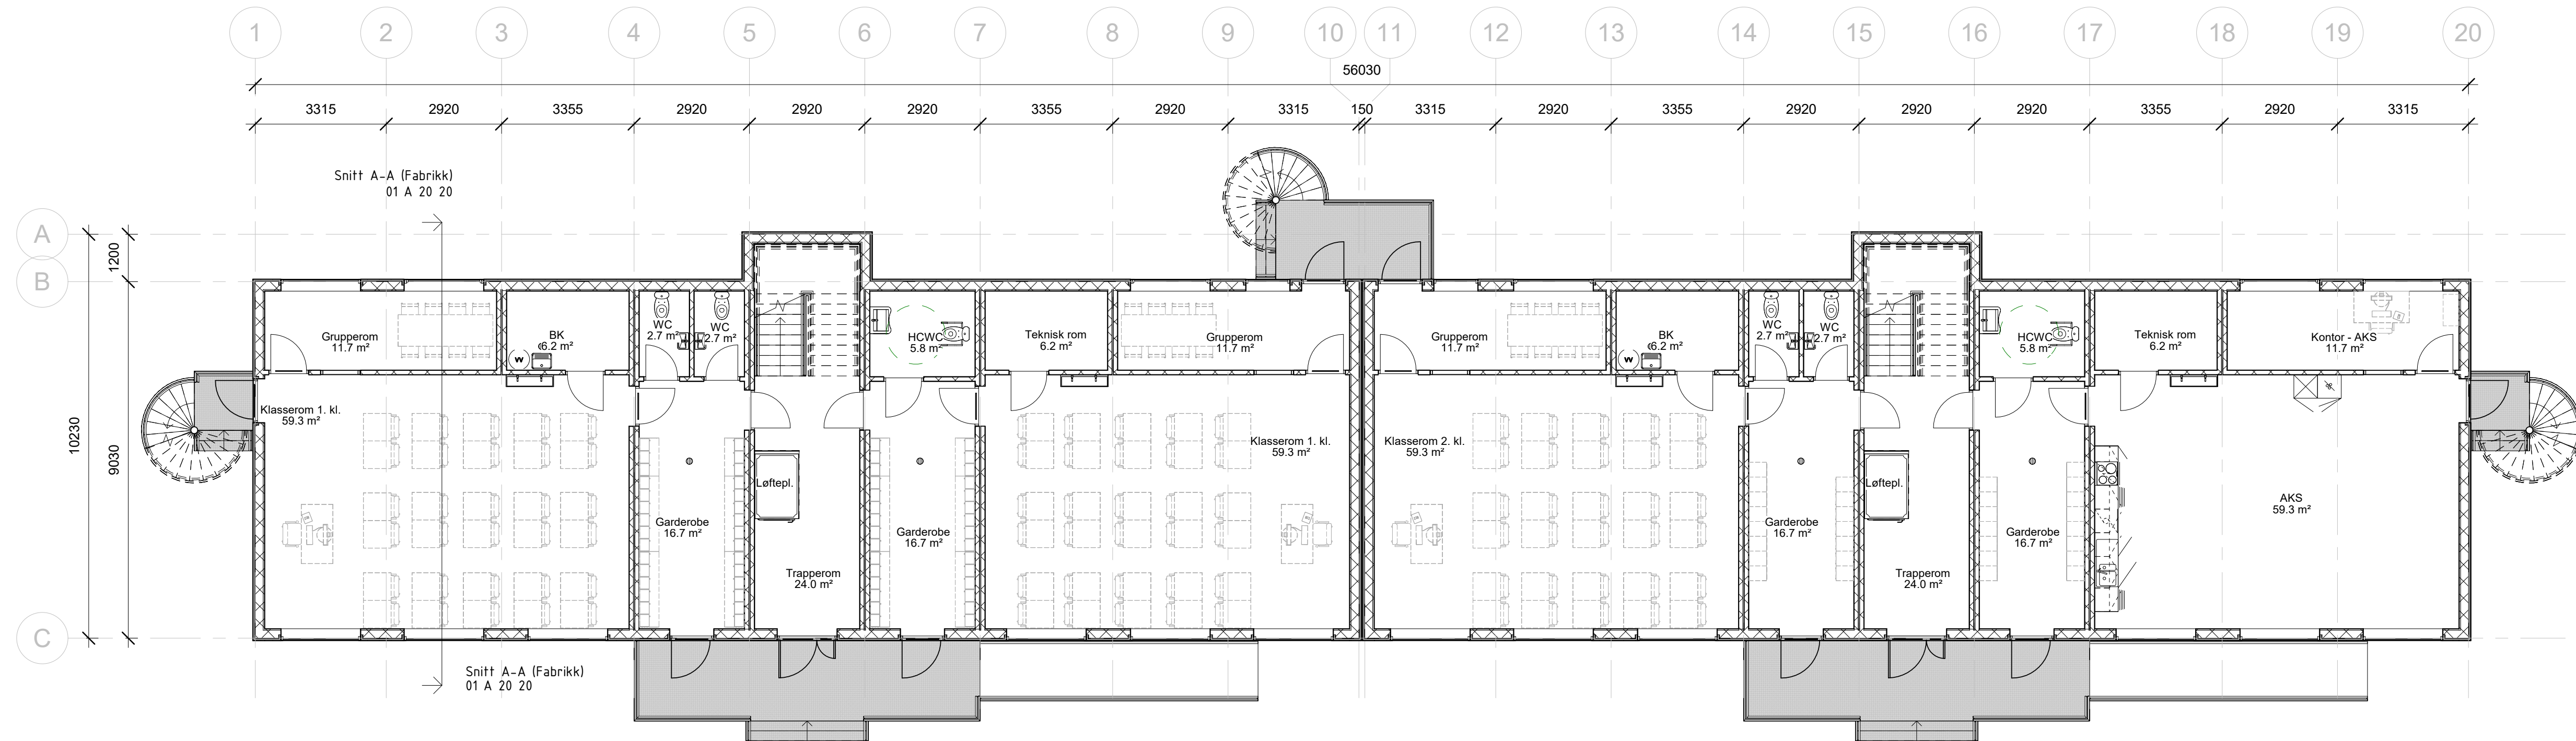 1 2 3 4 5 6 7 8 9 10 11 12 13 14 15 16 17 18 19 20
56030
3315 2920 3355 2920 2920 2920 3355 2920 3315 150 3315 2920 3355 2920 2920 2920 3355 2920 3315
Snitt A-A (Fabrikk)
01 A 20 20
A
B
C
1200
10230
9030
Grupperom
11.7 m²
BK
6.2 m²
W
WC
2.7 m²
WC
2.7 m²
HCWC
5.8 m²
Teknisk rom
6.2 m²
Grupperom
11.7 m²
Grupperom
11.7 m²
BK
6.2 m²
W
WC
2.7 m²
WC
2.7 m²
HCWC
5.8 m²
Teknisk rom
6.2 m²
Kontor - AKS
11.7 m²
Klasserom 1. kl.
59.3 m²
Klasserom 1. kl.
59.3 m²
Klasserom 2. kl.
59.3 m²
Løftepl.
Løftepl.
AKS
59.3 m²
Garderobe
16.7 m²
Garderobe
16.7 m²
Garderobe
16.7 m²
Garderobe
16.7 m²
Trapperom
24.0 m²
Trapperom
24.0 m²
Snitt A-A (Fabrikk)
01 A 20 20